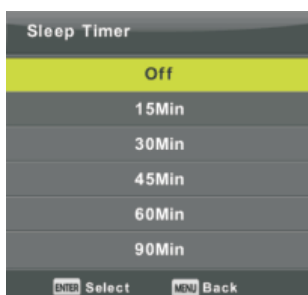 Sleep Timer
Off
15Min
30Min
45Min
60Min
90Min
ENTER Select MENU Back